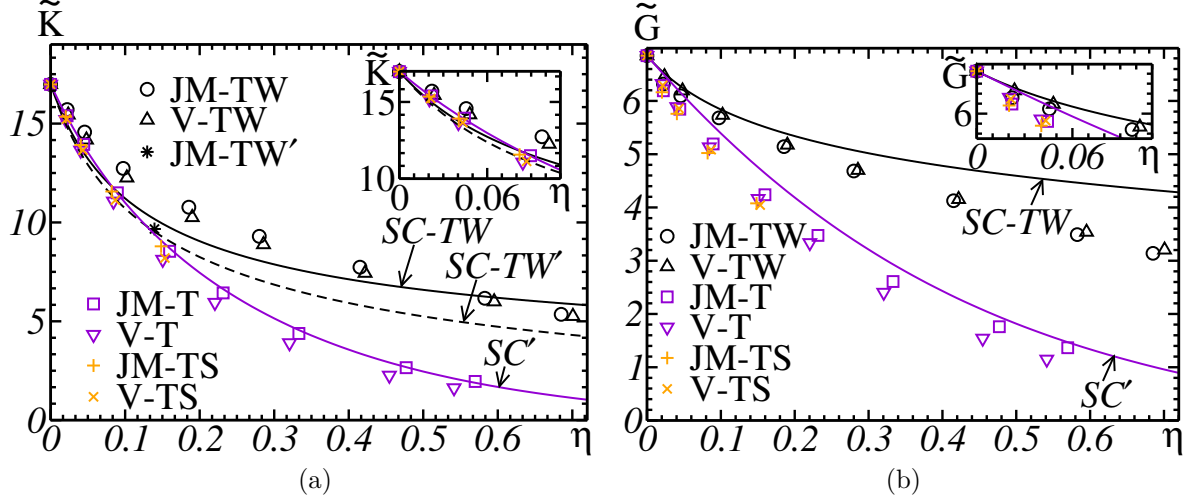 K̃
15
10
5
0
0
0.1
0.2
0.3
0.4
0.5
0.6
η
JM-TW
V-TW
JM-TW′
JM-T
V-T
JM-TS
V-TS
SC-TW
SC-TW′
SC′
K̃
15
10
0
0.06
η
(a)
G̃
6
5
4
3
2
1
0
0
0.1
0.2
0.3
0.4
0.5
0.6
η
JM-TW
V-TW
JM-T
V-T
JM-TS
V-TS
SC-TW
SC′
G̃
6
0
0.06
η
(b)